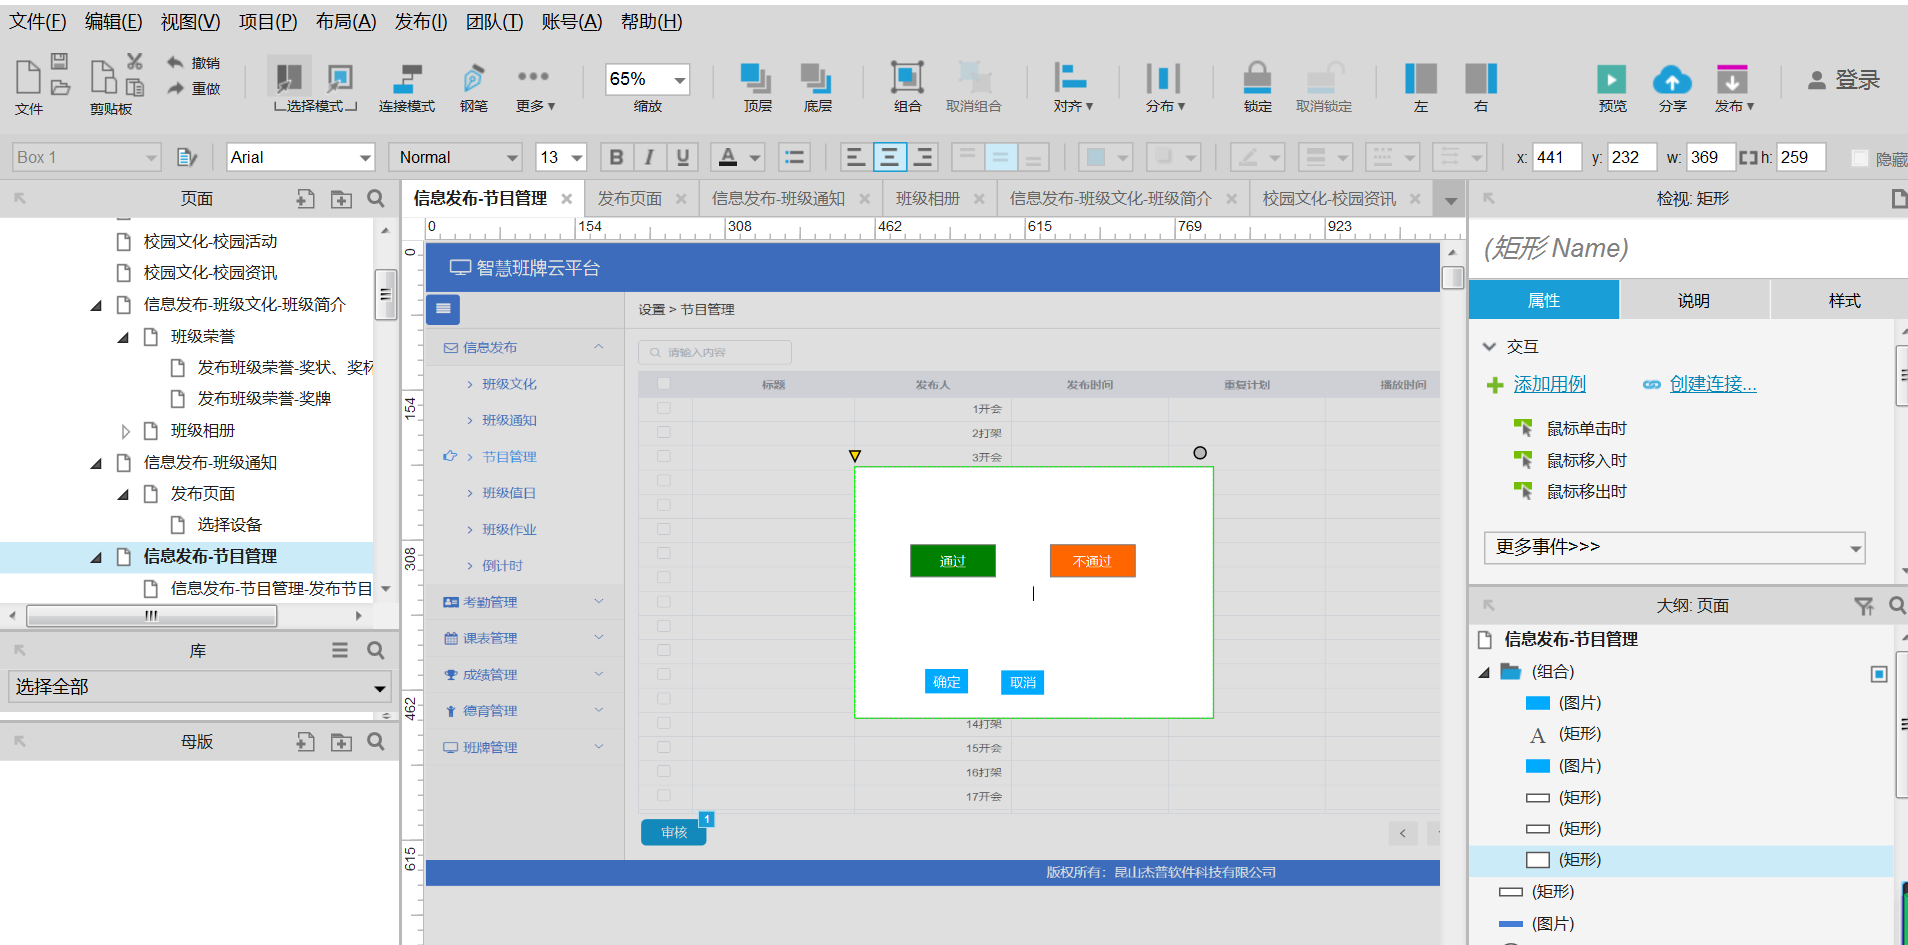 文件(F) 编辑(E) 视图(V) 项目(P) 布局(A) 发布(I) 团队(T) 账号(A) 帮助(H)
文件 剪贴板 撤销 重做 选择模式 连接模式 钢笔 更多 65% 缩放 顶层 底层 组合 取消组合 对齐 分布 锁定 取消锁定 左 右 预览 分享 发布 登录
Box 1 Arial Normal 13 B I U A x: 441 y: 232 w: 369 h: 259 隐藏
页面
校园文化-校园活动
校园文化-校园资讯
信息发布-班级文化-班级简介
班级荣誉
发布班级荣誉-奖状、奖杯
发布班级荣誉-奖牌
班级相册
信息发布-班级通知
发布页面
选择设备
信息发布-节目管理
信息发布-节目管理-发布节目
库
选择全部
母版
信息发布-节目管理 发布页面 信息发布-班级通知 班级相册 信息发布-班级文化-班级简介 校园文化-校园资讯
0 154 308 462 615 769 923
0
154
308
462
615
智慧班牌云平台
设置 > 节目管理
信息发布
班级文化
班级通知
节目管理
班级值日
班级作业
倒计时
考勤管理
课表管理
成绩管理
德育管理
班牌管理
请输入内容
标题 发布人 发布时间 重复计划 播放时间
1开会
2打架
3开会
通过 不通过
确定 取消
14打架
15开会
16打架
17开会
审核 1
版权所有：昆山杰普软件科技有限公司
检视: 矩形
(矩形 Name)
属性 说明 样式
交互
添加用例 创建连接...
鼠标单击时
鼠标移入时
鼠标移出时
更多事件>>>
大纲: 页面
信息发布-节目管理
(组合)
(图片)
A (矩形)
(图片)
(矩形)
(矩形)
(矩形)
(矩形)
(图片)